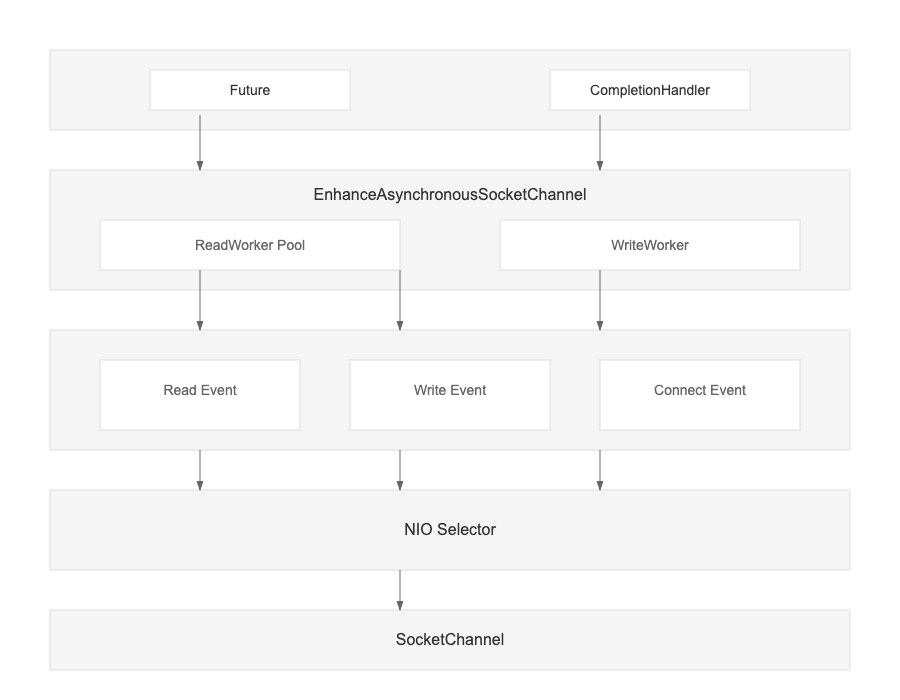 Future
CompletionHandler
EnhanceAsynchronousSocketChannel
ReadWorker Pool
WriteWorker
Read Event
Write Event
Connect Event
NIO Selector
SocketChannel